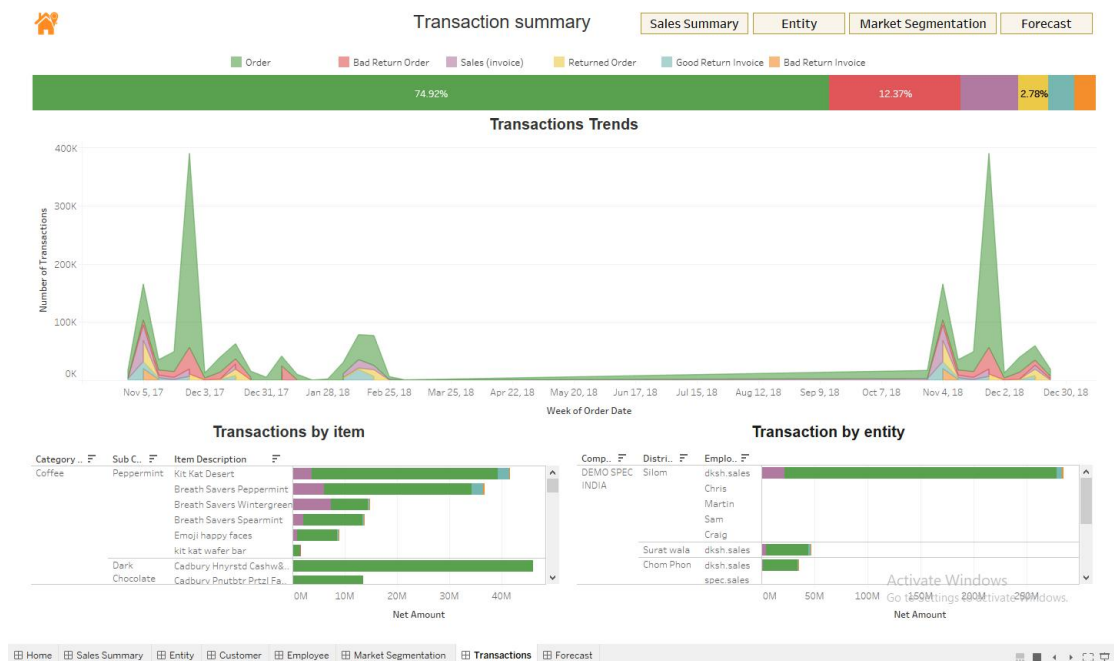 Transaction summary
Sales Summary
Entity
Market Segmentation
Forecast
Order
Bad Return Order
Sales (invoice)
Returned Order
Good Return Invoice
Bad Return Invoice
74.92%
12.37%
2.78%
Transactions Trends
400K
300K
200K
100K
0K
Number of Transactions
Nov 5, 17
Dec 3, 17
Dec 31, 17
Jan 28, 18
Feb 25, 18
Mar 25, 18
Apr 22, 18
May 20, 18
Jun 17, 18
Jul 15, 18
Aug 12, 18
Sep 9, 18
Oct 7, 18
Nov 4, 18
Dec 2, 18
Dec 30, 18
Week of Order Date
Transactions by item
Category ..
Sub C..
Item Description
Coffee
Peppermint
Kit Kat Desert
Breath Savers Peppermint
Breath Savers Wintergreen
Breath Savers Spearmint
Emoji happy faces
kit kat wafer bar
Dark
Chocolate
Cadbury Hnyrstd Cashw&..
Cadbury Pnutbtr Prtzl Fa..
0M
10M
20M
30M
40M
Net Amount
Transaction by entity
Comp..
Distri..
Emplo..
DEMO SPEC
INDIA
Silom
dksh.sales
Chris
Martin
Sam
Craig
Surat wala
dksh.sales
Chom Phon
dksh.sales
spec.sales
0M
50M
100M
150M
200M
250M
Net Amount
Activate Windows
Go to Settings to activate Windows.
Home
Sales Summary
Entity
Customer
Employee
Market Segmentation
Transactions
Forecast